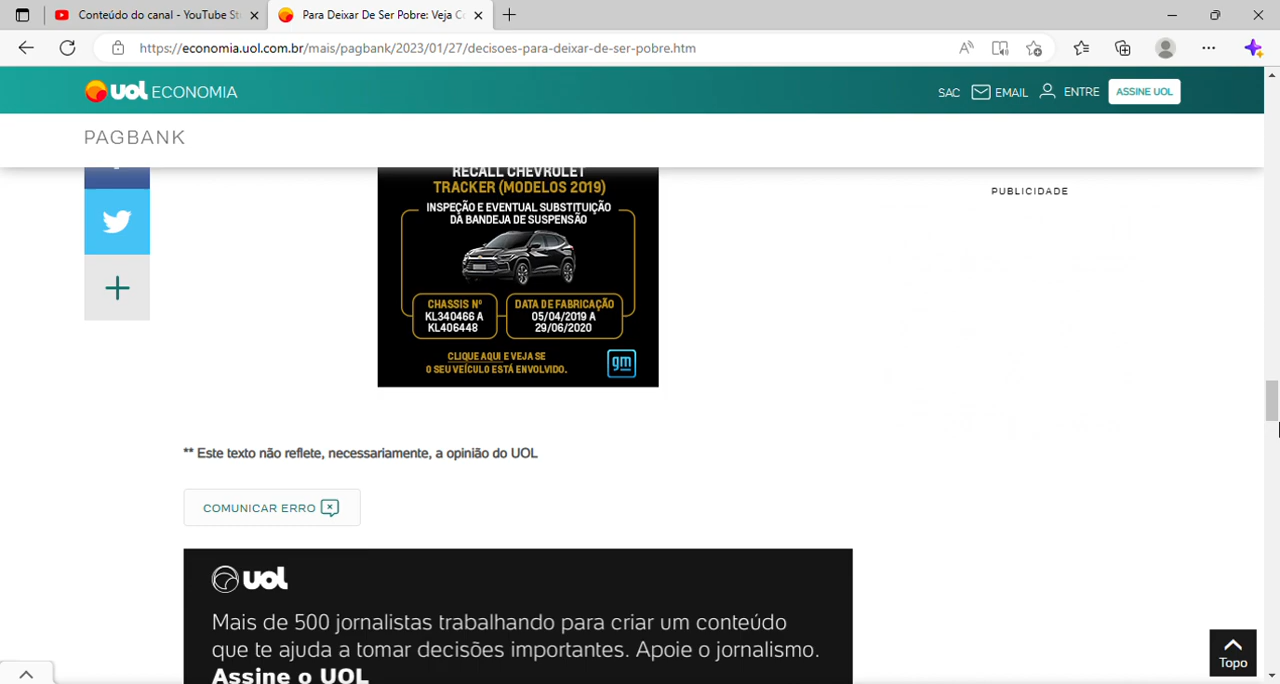 Conteúdo do canal - YouTube St
Para Deixar De Ser Pobre: Veja Co
https://economia.uol.com.br/mais/pagbank/2023/01/27/decisoes-para-deixar-de-ser-pobre.htm
uol ECONOMIA
SAC
EMAIL
ENTRE
ASSINE UOL
PAGBANK
RECALL CHEVROLET
TRACKER (MODELOS 2019)
INSPEÇÃO E EVENTUAL SUBSTITUIÇÃO
DA BANDEJA DE SUSPENSÃO
CHASSIS Nº
KL340466 A
KL406448
DATA DE FABRICAÇÃO
05/04/2019 A
29/06/2020
CLIQUE AQUI E VEJA SE
O SEU VEÍCULO ESTÁ ENVOLVIDO.
gm
PUBLICIDADE
** Este texto não reflete, necessariamente, a opinião do UOL
COMUNICAR ERRO
uol
Mais de 500 jornalistas trabalhando para criar um conteúdo
que te ajuda a tomar decisões importantes. Apoie o jornalismo.
Assine o UOL
Topo